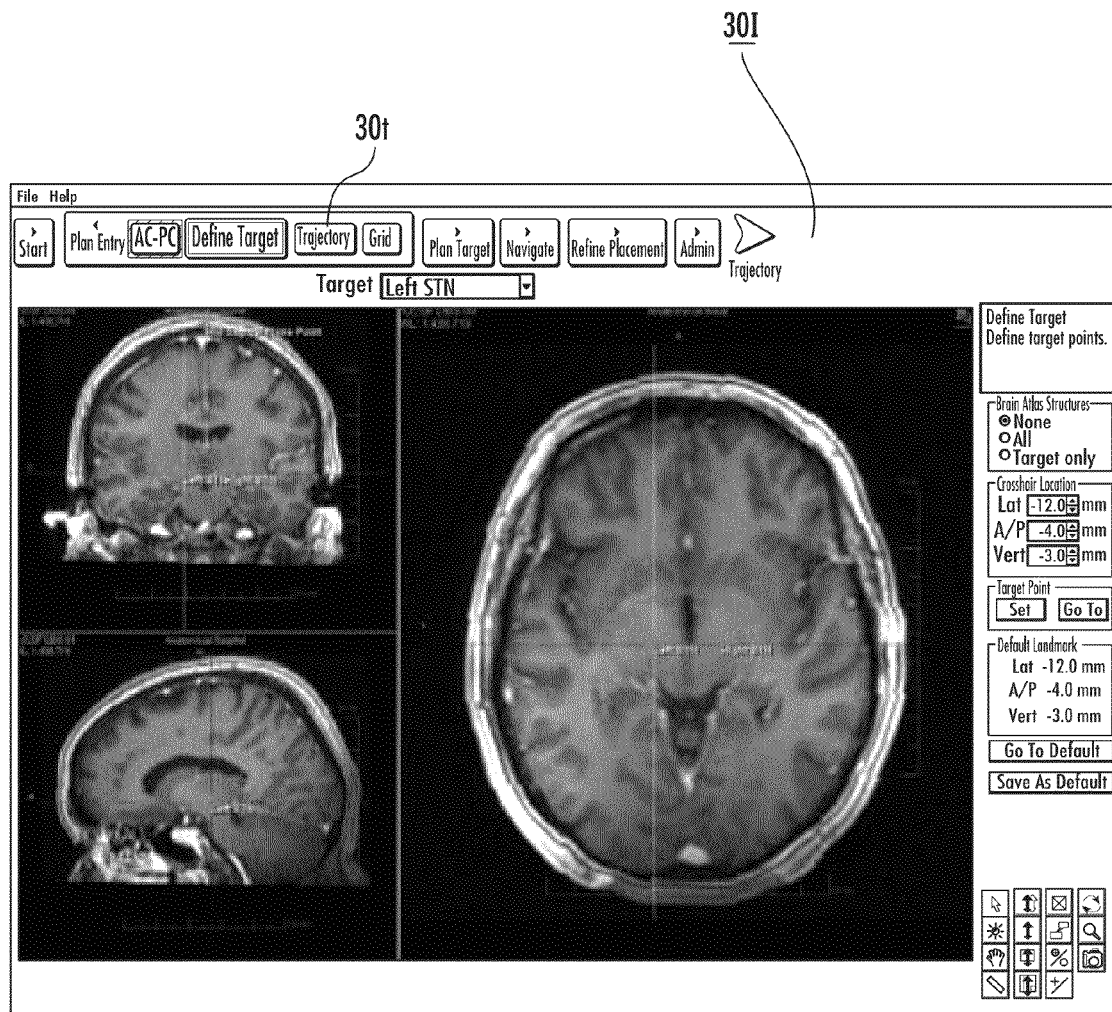 30I
30t
File Help
Start Plan Entry AC-PC Define Target Trajectory Grid Plan Target Navigate Refine Placement Admin Trajectory
Target Left STN
Define Target
Define target points.
Brain Atlas Structures
None
All
Target only
Crosshair Location
Lat -12.0 mm
A/P -4.0 mm
Vert -3.0 mm
Target Point
Set Go To
Default Landmark
Lat -12.0 mm
A/P -4.0 mm
Vert -3.0 mm
Go To Default
Save As Default